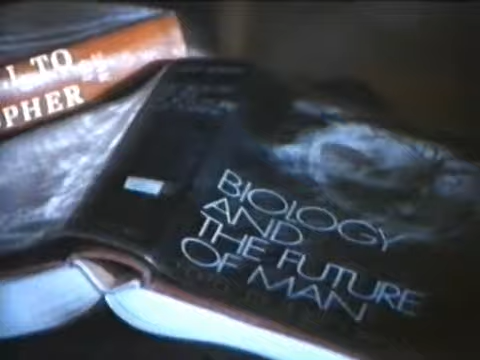 L TO
PHER
BIOLOGY
AND
THE FUTURE
OF MAN